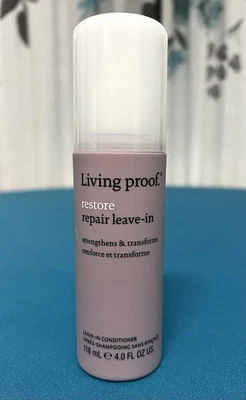 Living proof.®
restore
repair leave-in
strengthens & transforms
renforce et transforme
LEAVE-IN CONDITIONER
APRÈS-SHAMPOOING SANS RINÇAGE
118 mL ℮ 4.0 FL OZ US